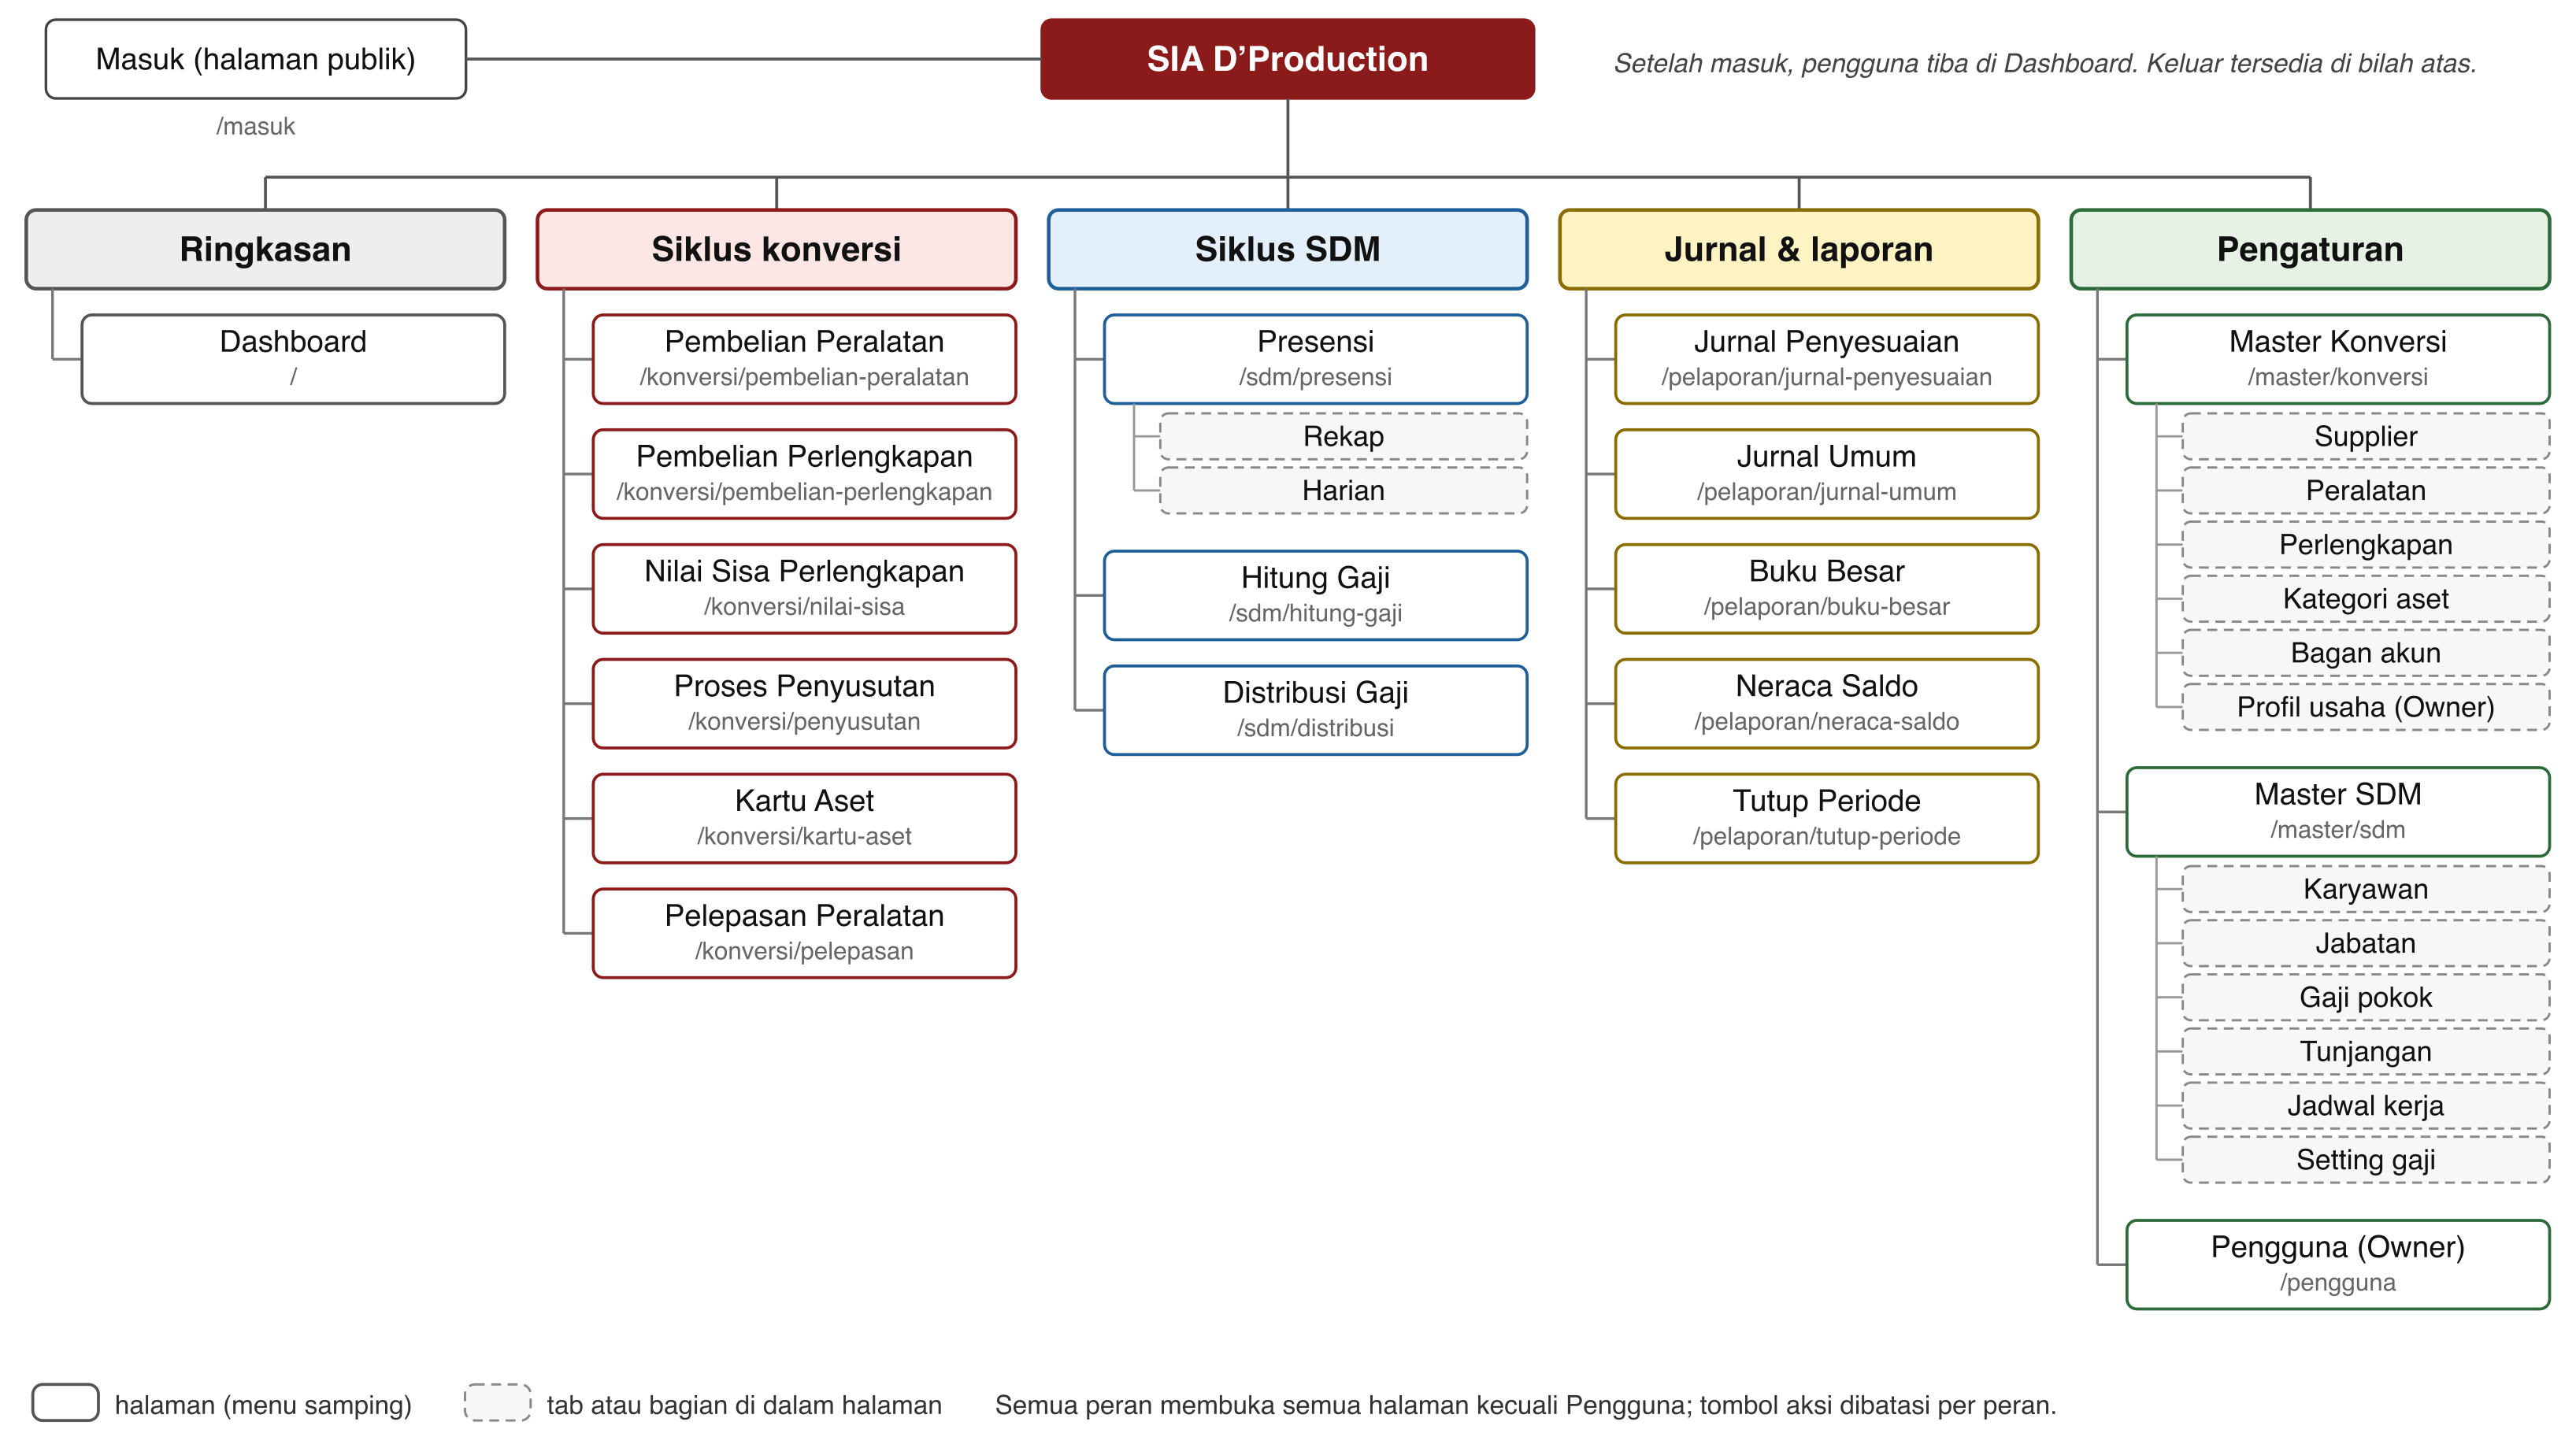 Masuk (halaman publik)
/masuk
SIA D’Production
Setelah masuk, pengguna tiba di Dashboard. Keluar tersedia di bilah atas.
Ringkasan
Dashboard
/
Siklus konversi
Pembelian Peralatan
/konversi/pembelian-peralatan
Pembelian Perlengkapan
/konversi/pembelian-perlengkapan
Nilai Sisa Perlengkapan
/konversi/nilai-sisa
Proses Penyusutan
/konversi/penyusutan
Kartu Aset
/konversi/kartu-aset
Pelepasan Peralatan
/konversi/pelepasan
Siklus SDM
Presensi
/sdm/presensi
Rekap
Harian
Hitung Gaji
/sdm/hitung-gaji
Distribusi Gaji
/sdm/distribusi
Jurnal & laporan
Jurnal Penyesuaian
/pelaporan/jurnal-penyesuaian
Jurnal Umum
/pelaporan/jurnal-umum
Buku Besar
/pelaporan/buku-besar
Neraca Saldo
/pelaporan/neraca-saldo
Tutup Periode
/pelaporan/tutup-periode
Pengaturan
Master Konversi
/master/konversi
Supplier
Peralatan
Perlengkapan
Kategori aset
Bagan akun
Profil usaha (Owner)
Master SDM
/master/sdm
Karyawan
Jabatan
Gaji pokok
Tunjangan
Jadwal kerja
Setting gaji
Pengguna (Owner)
/pengguna
halaman (menu samping)
tab atau bagian di dalam halaman
Semua peran membuka semua halaman kecuali Pengguna; tombol aksi dibatasi per peran.